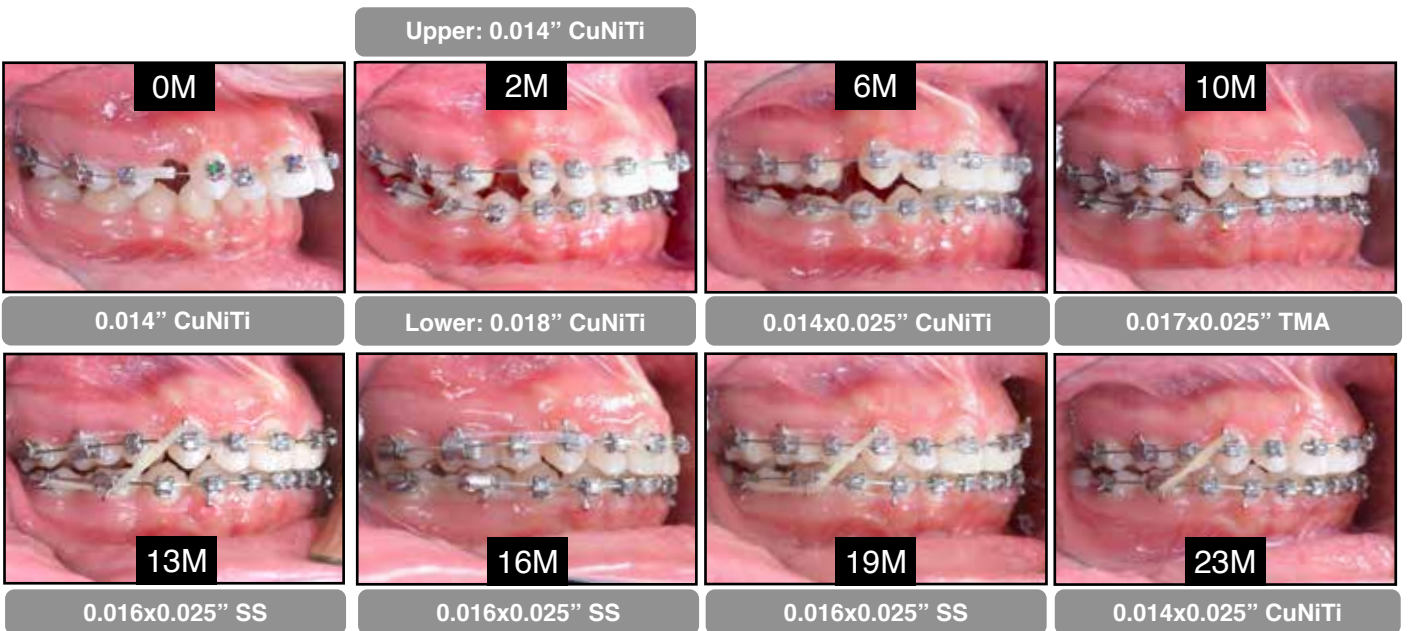 Upper: 0.014” CuNiTi
0M
2M
6M
10M
0.014” CuNiTi
Lower: 0.018” CuNiTi
0.014x0.025” CuNiTi
0.017x0.025” TMA
13M
16M
19M
23M
0.016x0.025” SS
0.016x0.025” SS
0.016x0.025” SS
0.014x0.025” CuNiTi